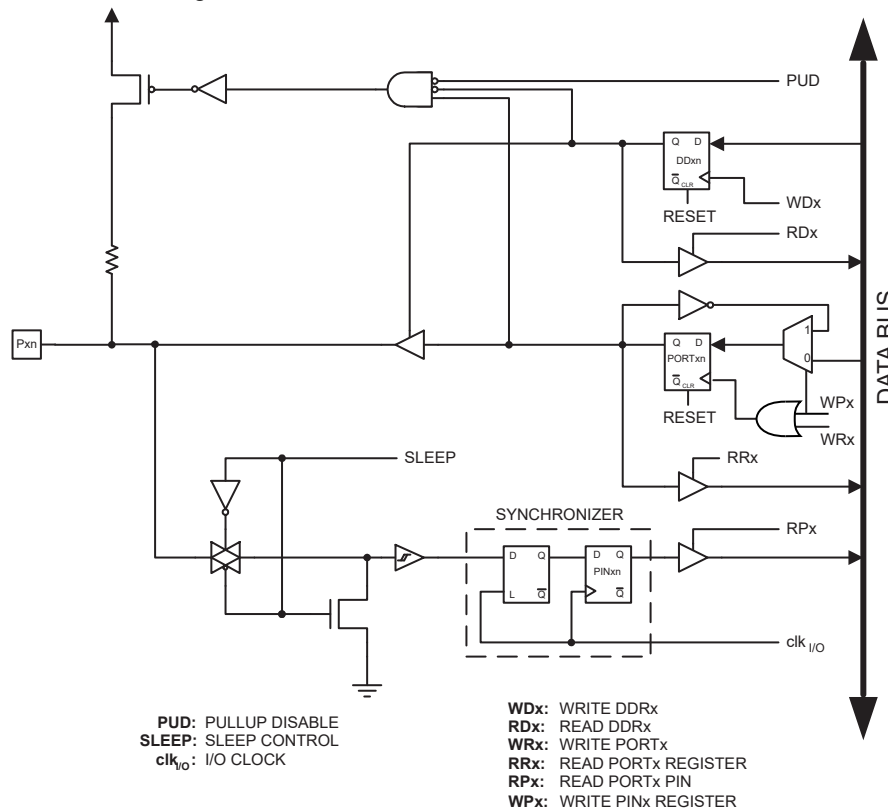 PUD
Q D
DDxn
Q CLR
WDx
RESET
RDx
Pxn
1
Q D
PORTxn
0
Q CLR
RESET
WPx
WRx
DATA BUS
SLEEP
RRx
SYNCHRONIZER
RPx
D Q
D Q
PINxn
L Q
Q
clk I/O
PUD: PULLUP DISABLE
SLEEP: SLEEP CONTROL
clkI/O: I/O CLOCK
WDx: WRITE DDRx
RDx: READ DDRx
WRx: WRITE PORTx
RRx: READ PORTx REGISTER
RPx: READ PORTx PIN
WPx: WRITE PINx REGISTER